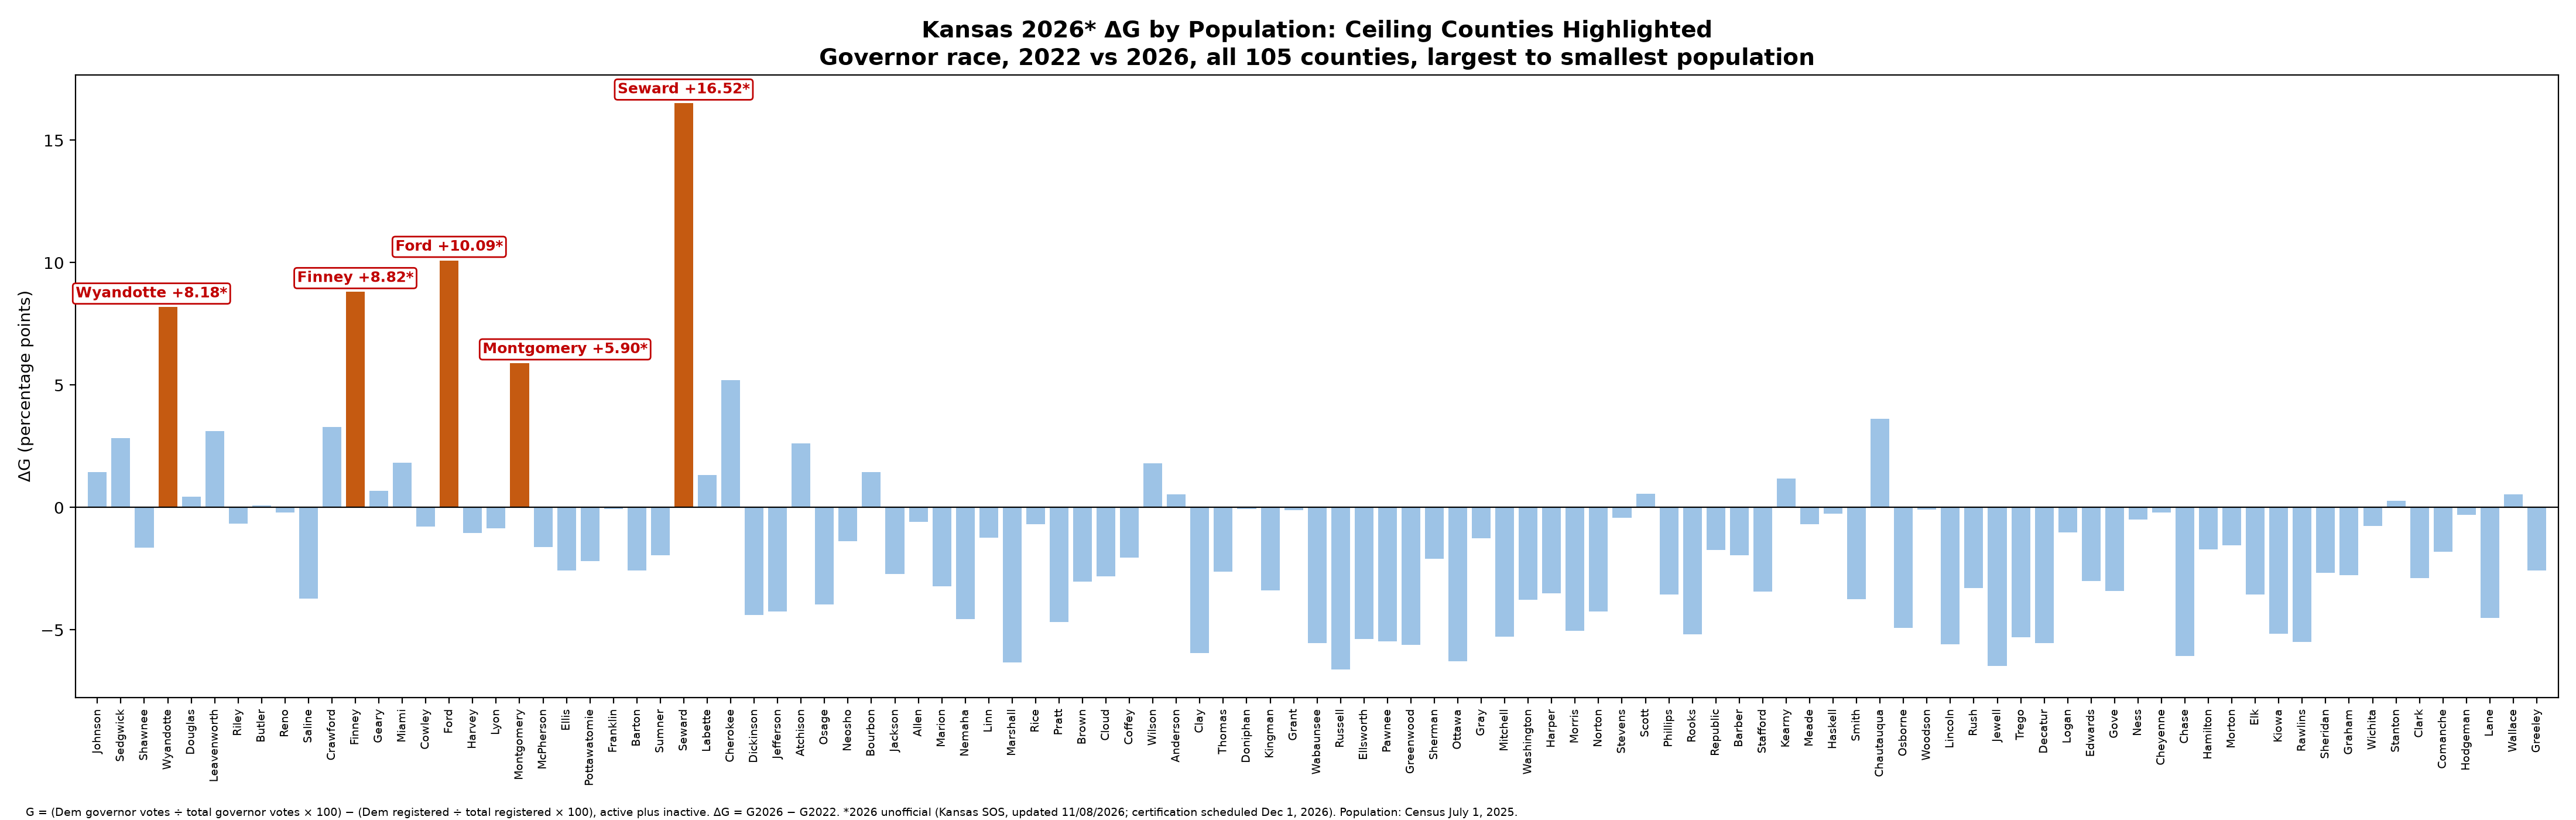 Kansas 2026* ΔG by Population: Ceiling Counties Highlighted
Governor race, 2022 vs 2026, all 105 counties, largest to smallest population
Seward +16.52*
Ford +10.09*
Finney +8.82*
Wyandotte +8.18*
Montgomery +5.90*
ΔG (percentage points)
15
10
5
0
−5
Johnson
Sedgwick
Shawnee
Wyandotte
Douglas
Leavenworth
Riley
Butler
Reno
Saline
Crawford
Finney
Geary
Miami
Cowley
Ford
Harvey
Lyon
Montgomery
McPherson
Ellis
Pottawatomie
Franklin
Barton
Sumner
Seward
Labette
Cherokee
Dickinson
Jefferson
Atchison
Osage
Neosho
Bourbon
Jackson
Allen
Marion
Nemaha
Linn
Marshall
Rice
Pratt
Brown
Cloud
Coffey
Wilson
Anderson
Clay
Thomas
Doniphan
Kingman
Grant
Wabaunsee
Russell
Ellsworth
Pawnee
Greenwood
Sherman
Ottawa
Gray
Mitchell
Washington
Harper
Morris
Norton
Stevens
Scott
Phillips
Rooks
Republic
Barber
Stafford
Kearny
Meade
Haskell
Smith
Chautauqua
Osborne
Woodson
Lincoln
Rush
Jewell
Trego
Decatur
Logan
Edwards
Gove
Ness
Cheyenne
Chase
Hamilton
Morton
Elk
Kiowa
Rawlins
Sheridan
Graham
Wichita
Stanton
Clark
Comanche
Hodgeman
Lane
Wallace
Greeley
G = (Dem governor votes ÷ total governor votes × 100) − (Dem registered ÷ total registered × 100), active plus inactive. ΔG = G2026 − G2022. *2026 unofficial (Kansas SOS, updated 11/08/2026; certification scheduled Dec 1, 2026). Population: Census July 1, 2025.